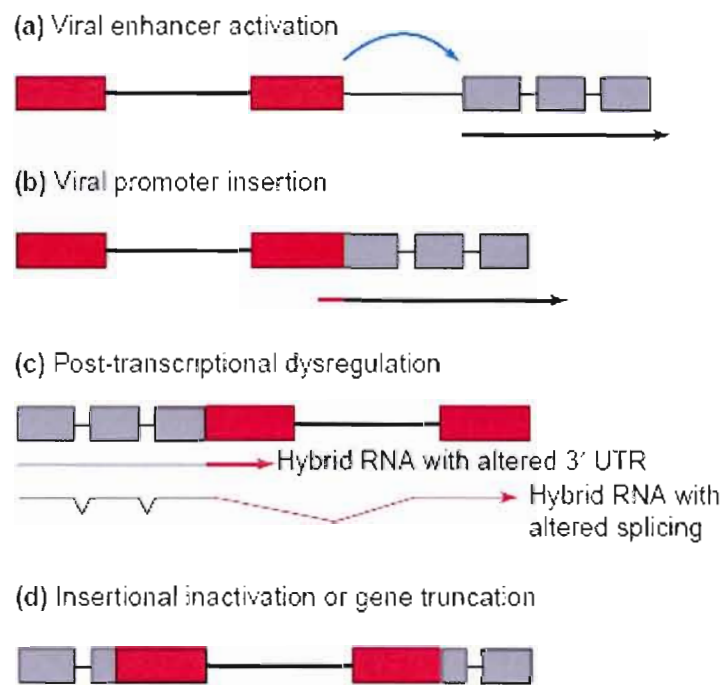 (a) Viral enhancer activation
(b) Viral promoter insertion
(c) Post-transcriptional dysregulation
Hybrid RNA with altered 3′ UTR
Hybrid RNA with
altered splicing
(d) Insertional inactivation or gene truncation